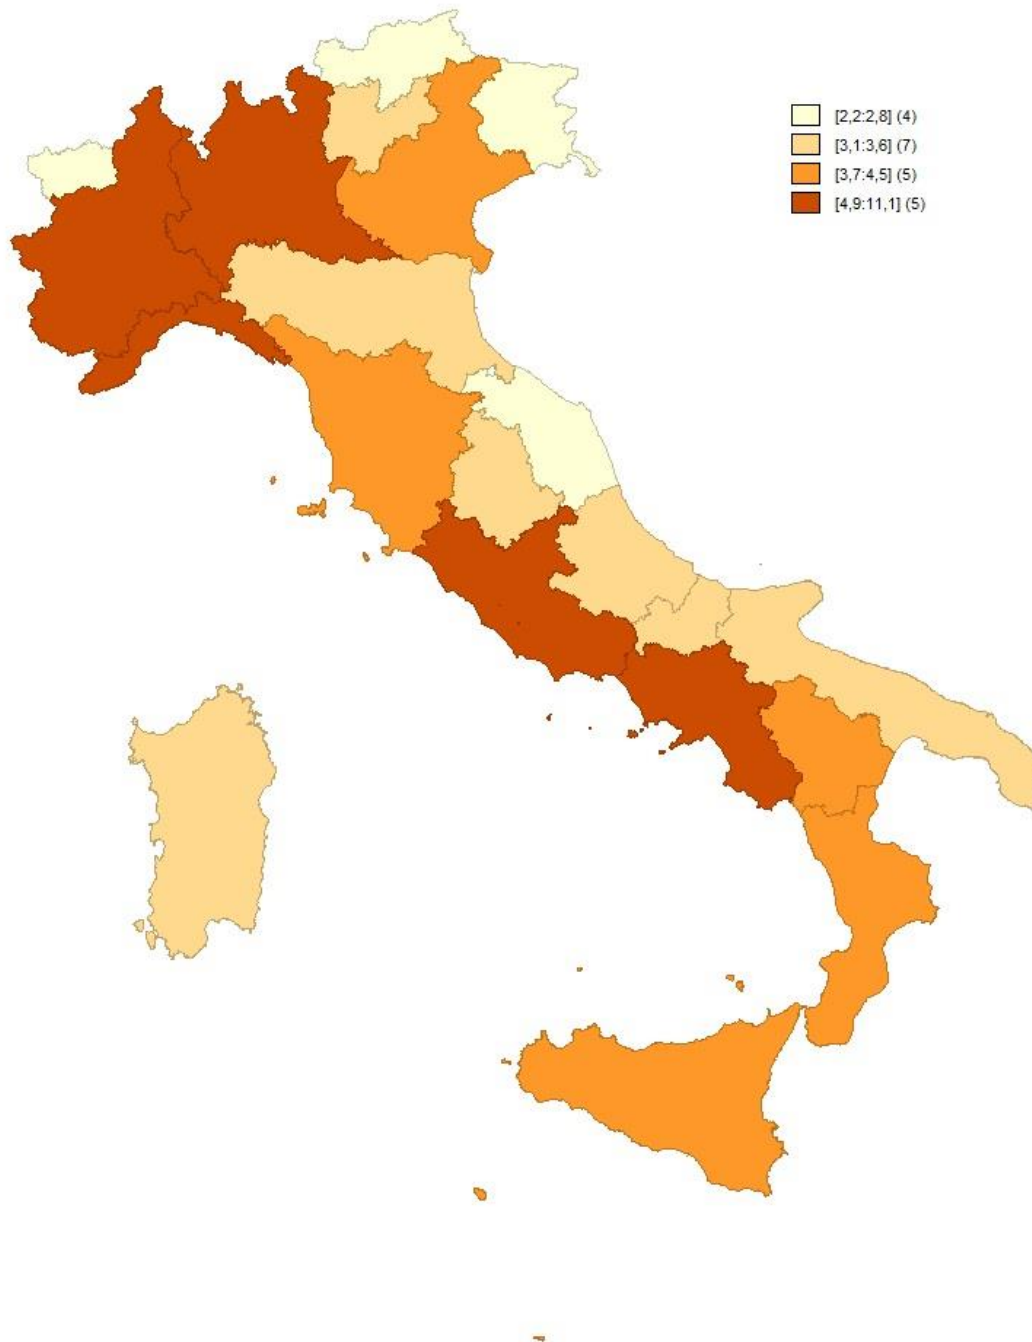 [2,2:2,8] (4)
[3,1:3,6] (7)
[3,7:4,5] (5)
[4,9:11,1] (5)